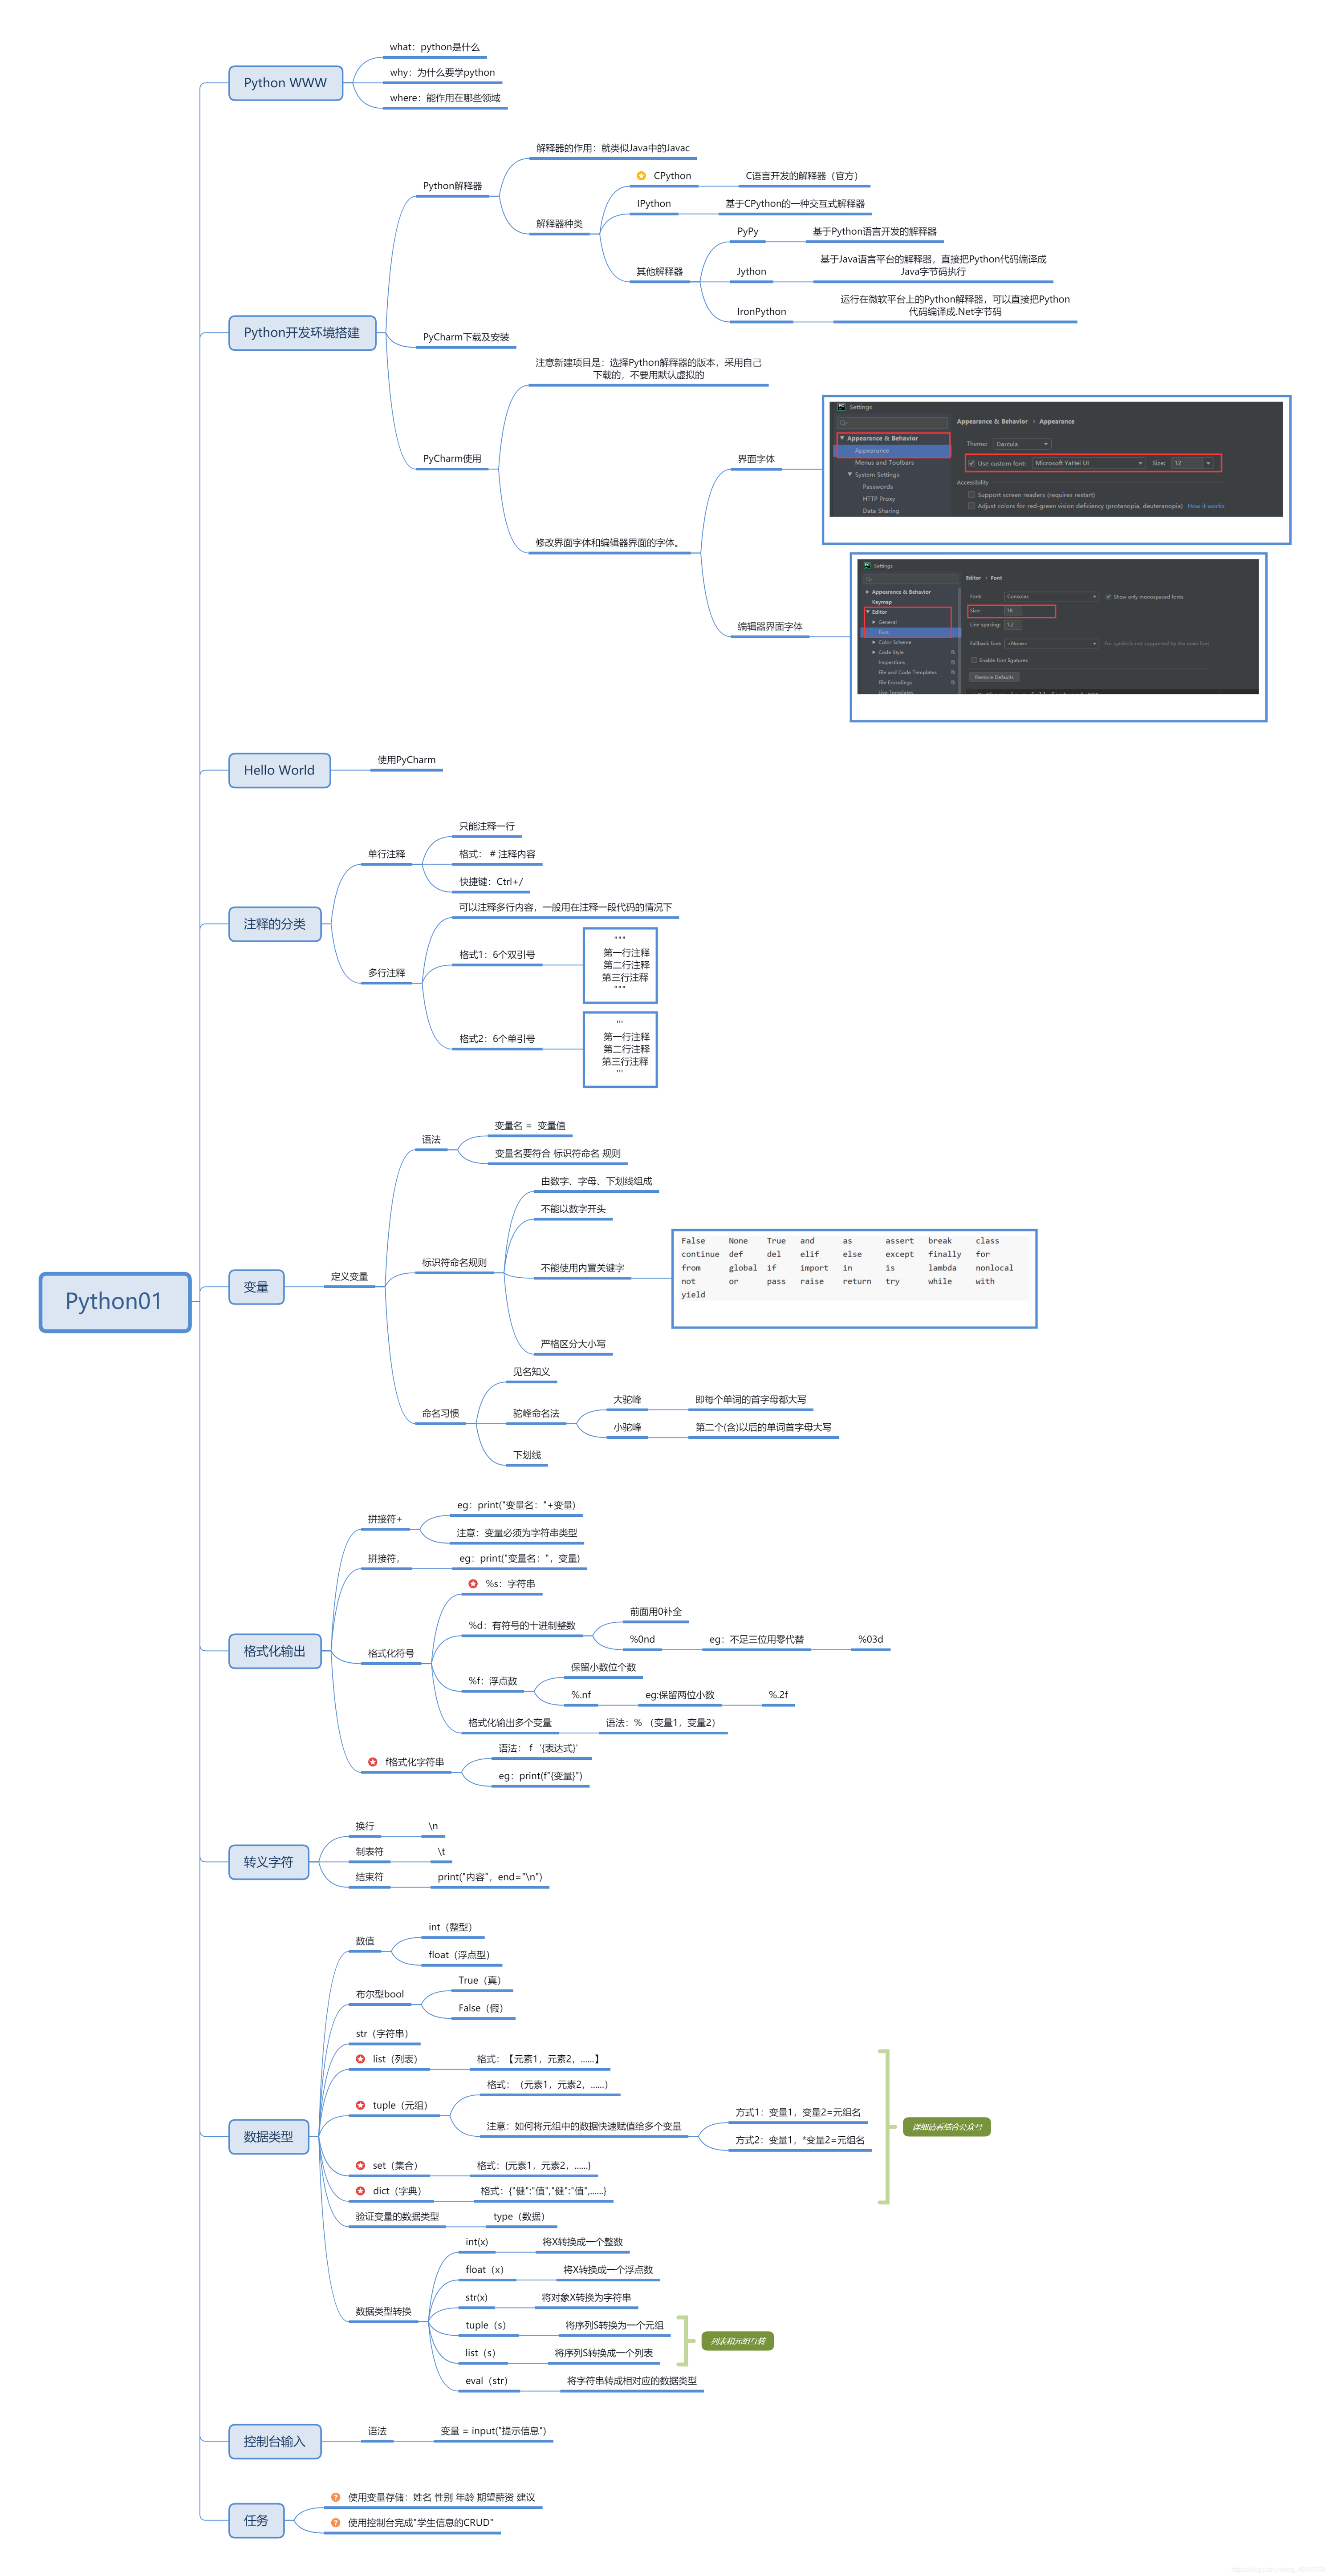 Python01
Python WWW
what：python是什么
why：为什么要学python
where：能作用在哪些领域
Python开发环境搭建
Python解释器
解释器的作用：就类似Java中的Javac
解释器种类
CPython
C语言开发的解释器（官方）
IPython
基于CPython的一种交互式解释器
其他解释器
PyPy
基于Python语言开发的解释器
Jython
基于Java语言平台的解释器，直接把Python代码编译成
Java字节码执行
IronPython
运行在微软平台上的Python解释器，可以直接把Python
代码编译成.Net字节码
PyCharm下载及安装
PyCharm使用
注意新建项目是：选择Python解释器的版本，采用自己
下载的，不要用默认虚拟的
修改界面字体和编辑器界面的字体。
界面字体
Settings
Appearance & Behavior
Appearance
Menus and Toolbars
System Settings
Passwords
HTTP Proxy
Data Sharing
Appearance & Behavior › Appearance
Theme: Darcula
Use custom font: Microsoft YaHei UI Size: 12
Accessibility
Support screen readers (requires restart)
Adjust colors for red-green vision deficiency (protanopia, deuteranopia) How it works
编辑器界面字体
Settings
Appearance & Behavior
Keymap
Editor
General
Font
Color Scheme
Code Style
Inspections
File and Code Templates
File Encodings
Live Templates
Editor › Font
Font: Consolas Show only monospaced fonts
Size: 18
Line spacing: 1.2
Fallback font: <None> For symbols not supported by the main font
Enable font ligatures
Restore Defaults
Hello World
使用PyCharm
注释的分类
单行注释
只能注释一行
格式： # 注释内容
快捷键：Ctrl+/
多行注释
可以注释多行内容，一般用在注释一段代码的情况下
格式1：6个双引号
"""
第一行注释
第二行注释
第三行注释
"""
格式2：6个单引号
'''
第一行注释
第二行注释
第三行注释
'''
变量
定义变量
语法
变量名 = 变量值
变量名要符合 标识符命名 规则
标识符命名规则
由数字、字母、下划线组成
不能以数字开头
不能使用内置关键字
False None True and as assert break class
continue def del elif else except finally for
from global if import in is lambda nonlocal
not or pass raise return try while with
yield
严格区分大小写
命名习惯
见名知义
驼峰命名法
大驼峰
即每个单词的首字母都大写
小驼峰
第二个(含)以后的单词首字母大写
下划线
格式化输出
拼接符+
eg：print("变量名："+变量)
注意：变量必须为字符串类型
拼接符，
eg：print("变量名：",变量)
格式化符号
%s：字符串
%d：有符号的十进制整数
前面用0补全
%0nd
eg：不足三位用零代替
%03d
%f：浮点数
保留小数位个数
%.nf
eg:保留两位小数
%.2f
格式化输出多个变量
语法：% （变量1，变量2）
f格式化字符串
语法： f '{表达式}'
eg：print(f"{变量}")
转义字符
换行
\n
制表符
\t
结束符
print("内容"，end="\n")
数据类型
数值
int（整型）
float（浮点型）
布尔型bool
True（真）
False（假）
str（字符串）
list（列表）
格式：【元素1，元素2，......】
tuple（元组）
格式：（元素1，元素2，......）
注意：如何将元组中的数据快速赋值给多个变量
方式1：变量1，变量2=元组名
方式2：变量1，*变量2=元组名
set（集合）
格式：{元素1，元素2，......}
dict（字典）
格式：{"健":"值","健":"值",......}
详细请看结合公众号
验证变量的数据类型
type（数据）
数据类型转换
int(x)
将X转换成一个整数
float（x）
将X转换成一个浮点数
str(x)
将对象X转换为字符串
tuple（s）
将序列S转换为一个元组
list（s）
将序列S转换成一个列表
列表和元组互转
eval（str）
将字符串转成相对应的数据类型
控制台输入
语法
变量 = input("提示信息")
任务
使用变量存储：姓名 性别 年龄 期望薪资 建议
使用控制台完成"学生信息的CRUD"